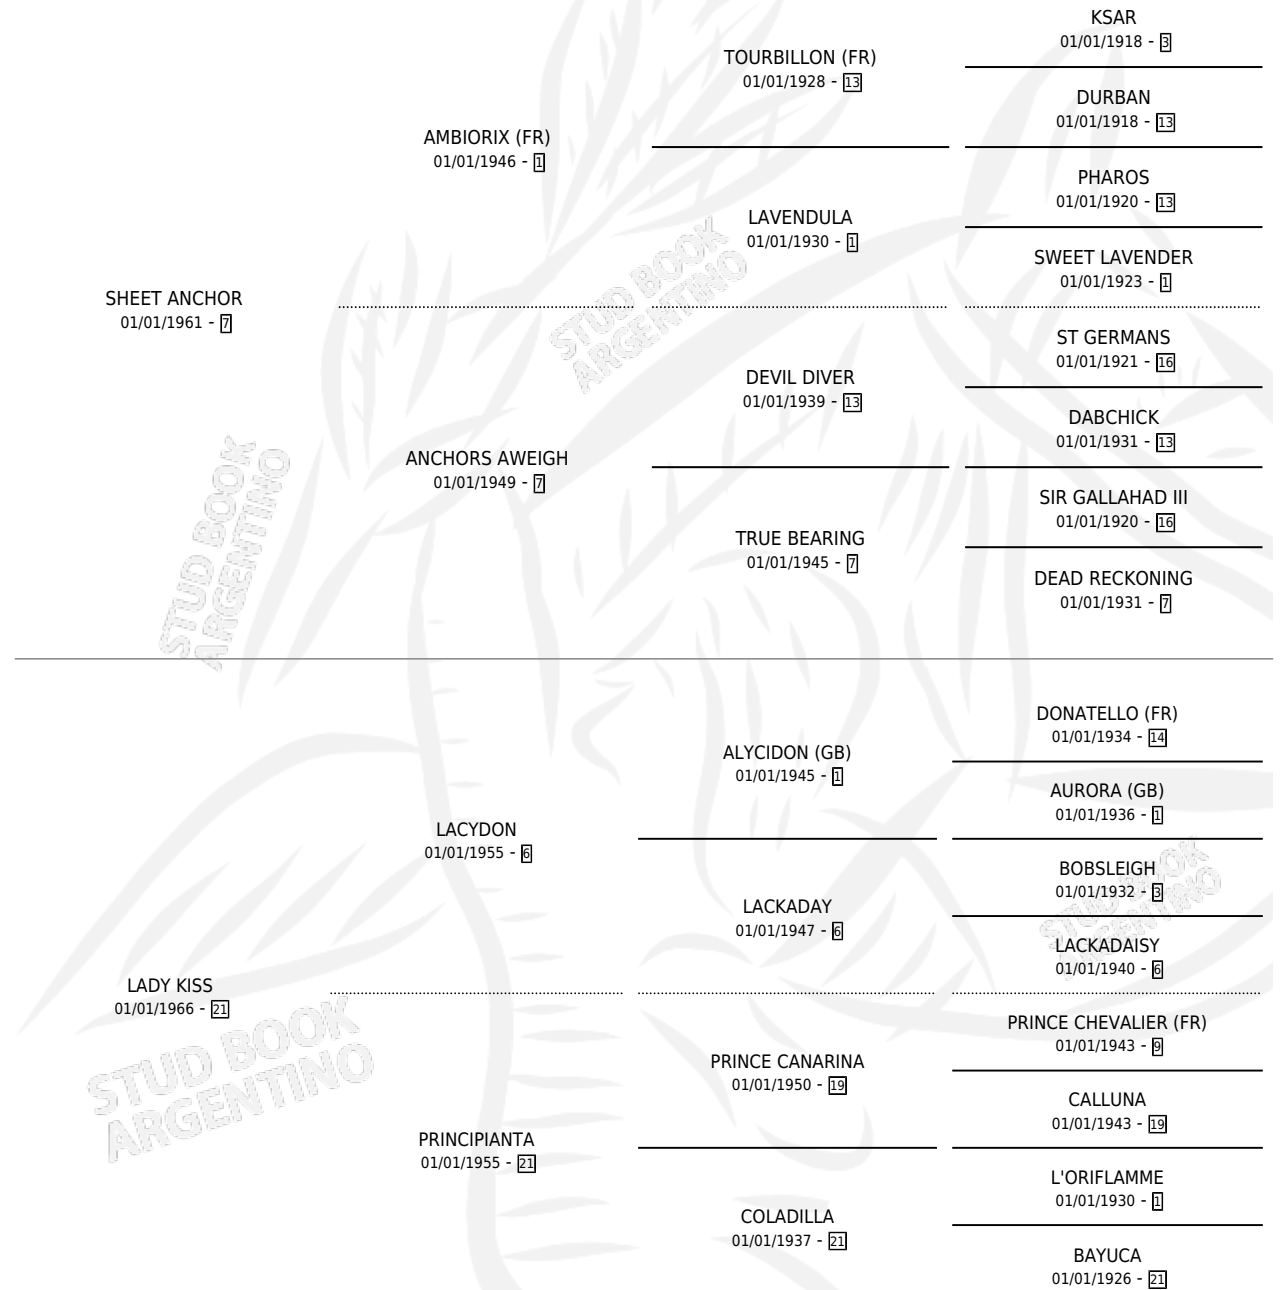 KSAR
01/01/1918 - 3
TOURBILLON (FR)
01/01/1928 - 13
DURBAN
01/01/1918 - 13
AMBIORIX (FR)
01/01/1946 - 1
PHAROS
01/01/1920 - 13
LAVENDULA
01/01/1930 - 1
SWEET LAVENDER
01/01/1923 - 1
SHEET ANCHOR
01/01/1961 - 7
ST GERMANS
01/01/1921 - 16
DEVIL DIVER
01/01/1939 - 13
DABCHICK
01/01/1931 - 13
ANCHORS AWEIGH
01/01/1949 - 7
SIR GALLAHAD III
01/01/1920 - 16
TRUE BEARING
01/01/1945 - 7
DEAD RECKONING
01/01/1931 - 7
STUD BOOK
ARGENTINO
STUD BOOK
ARGENTINO
DONATELLO (FR)
01/01/1934 - 14
ALYCIDON (GB)
01/01/1945 - 1
AURORA (GB)
01/01/1936 - 1
LACYDON
01/01/1955 - 6
BOBSLEIGH
01/01/1932 - 3
LACKADAY
01/01/1947 - 6
LACKADAISY
01/01/1940 - 6
LADY KISS
01/01/1966 - 21
PRINCE CHEVALIER (FR)
01/01/1943 - 9
PRINCE CANARINA
01/01/1950 - 19
CALLUNA
01/01/1943 - 19
PRINCIPIANTA
01/01/1955 - 21
L'ORIFLAMME
01/01/1930 - 1
COLADILLA
01/01/1937 - 21
BAYUCA
01/01/1926 - 21
STUD BOOK
ARGENTINO
STUD BOOK
ARGENTINO